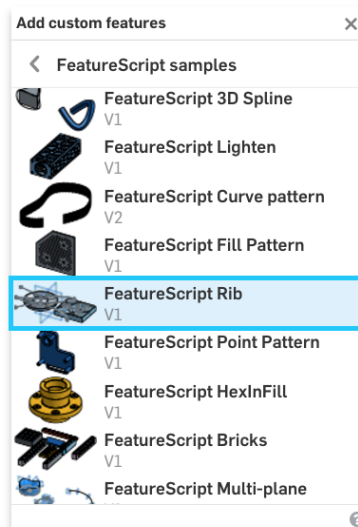 Add custom features
FeatureScript samples
FeatureScript 3D Spline
V1
FeatureScript Lighten
V1
FeatureScript Curve pattern
V2
FeatureScript Fill Pattern
V1
FeatureScript Rib
V1
FeatureScript Point Pattern
V1
FeatureScript HexInFill
V1
FeatureScript Bricks
V1
FeatureScript Multi-plane